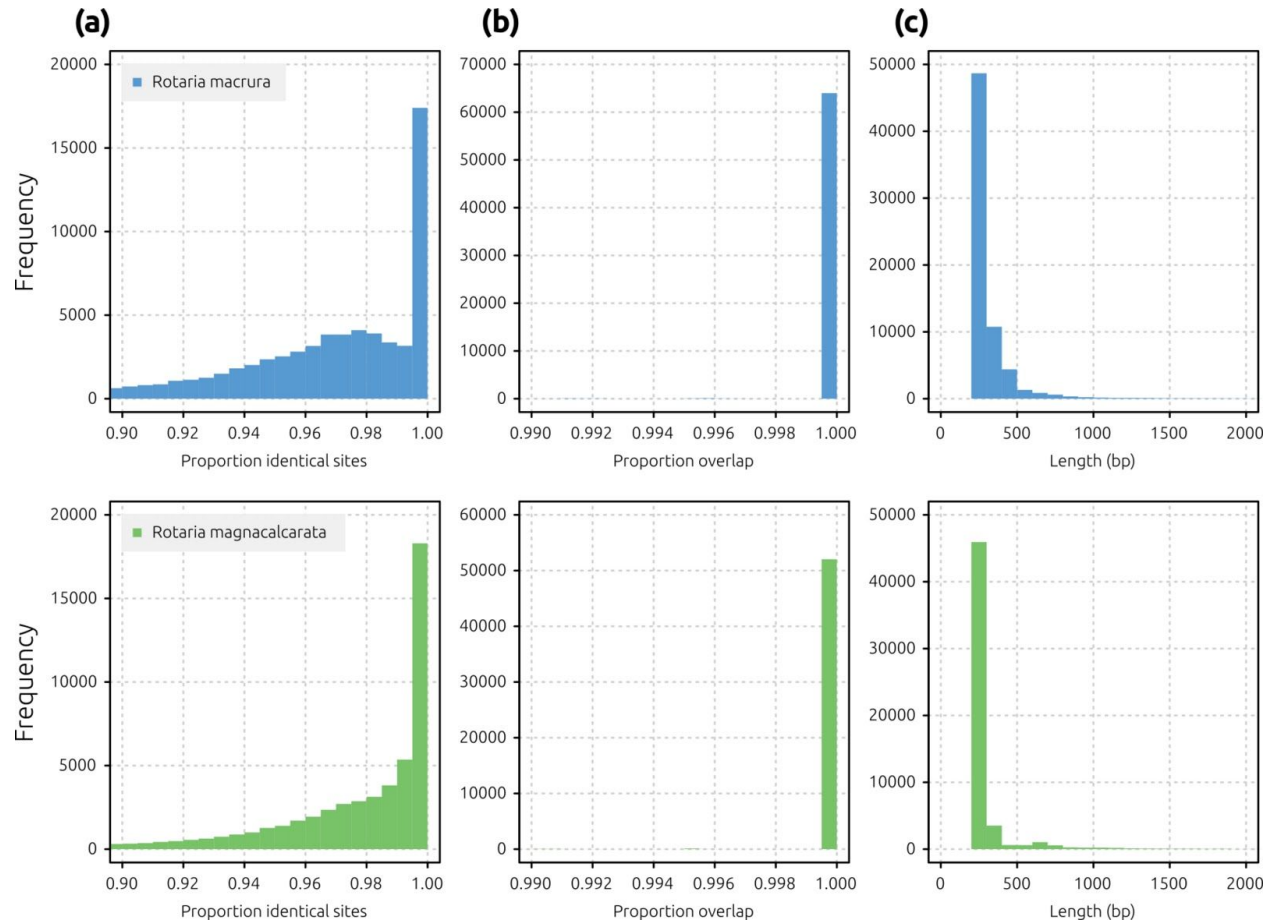 (a)
(b)
(c)
Frequency
20000
15000
10000
5000
0
Rotaria macrura
0.90 0.92 0.94 0.96 0.98 1.00
Proportion identical sites
70000
60000
50000
40000
30000
20000
10000
0
0.990 0.992 0.994 0.996 0.998 1.000
Proportion overlap
50000
40000
30000
20000
10000
0
0 500 1000 1500 2000
Length (bp)
Frequency
20000
15000
10000
5000
0
Rotaria magnacalcarata
0.90 0.92 0.94 0.96 0.98 1.00
Proportion identical sites
60000
50000
40000
30000
20000
10000
0
0.990 0.992 0.994 0.996 0.998 1.000
Proportion overlap
50000
40000
30000
20000
10000
0
0 500 1000 1500 2000
Length (bp)